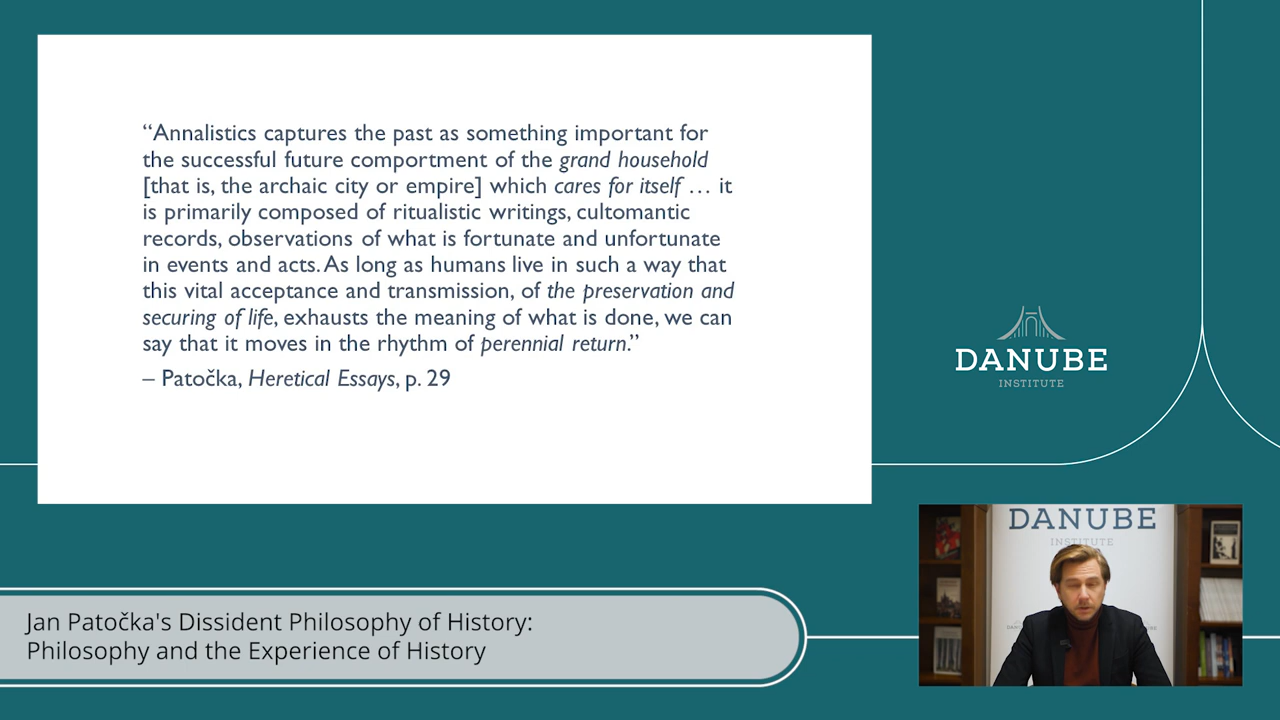 “Annalistics captures the past as something important for
the successful future comportment of the grand household
[that is, the archaic city or empire] which cares for itself … it
is primarily composed of ritualistic writings, cultomantic
records, observations of what is fortunate and unfortunate
in events and acts. As long as humans live in such a way that
this vital acceptance and transmission, of the preservation and
securing of life, exhausts the meaning of what is done, we can
say that it moves in the rhythm of perennial return.”
– Patočka, Heretical Essays, p. 29
DANUBE
INSTITUTE
DANUBE
INSTITUTE
Jan Patočka's Dissident Philosophy of History:
Philosophy and the Experience of History